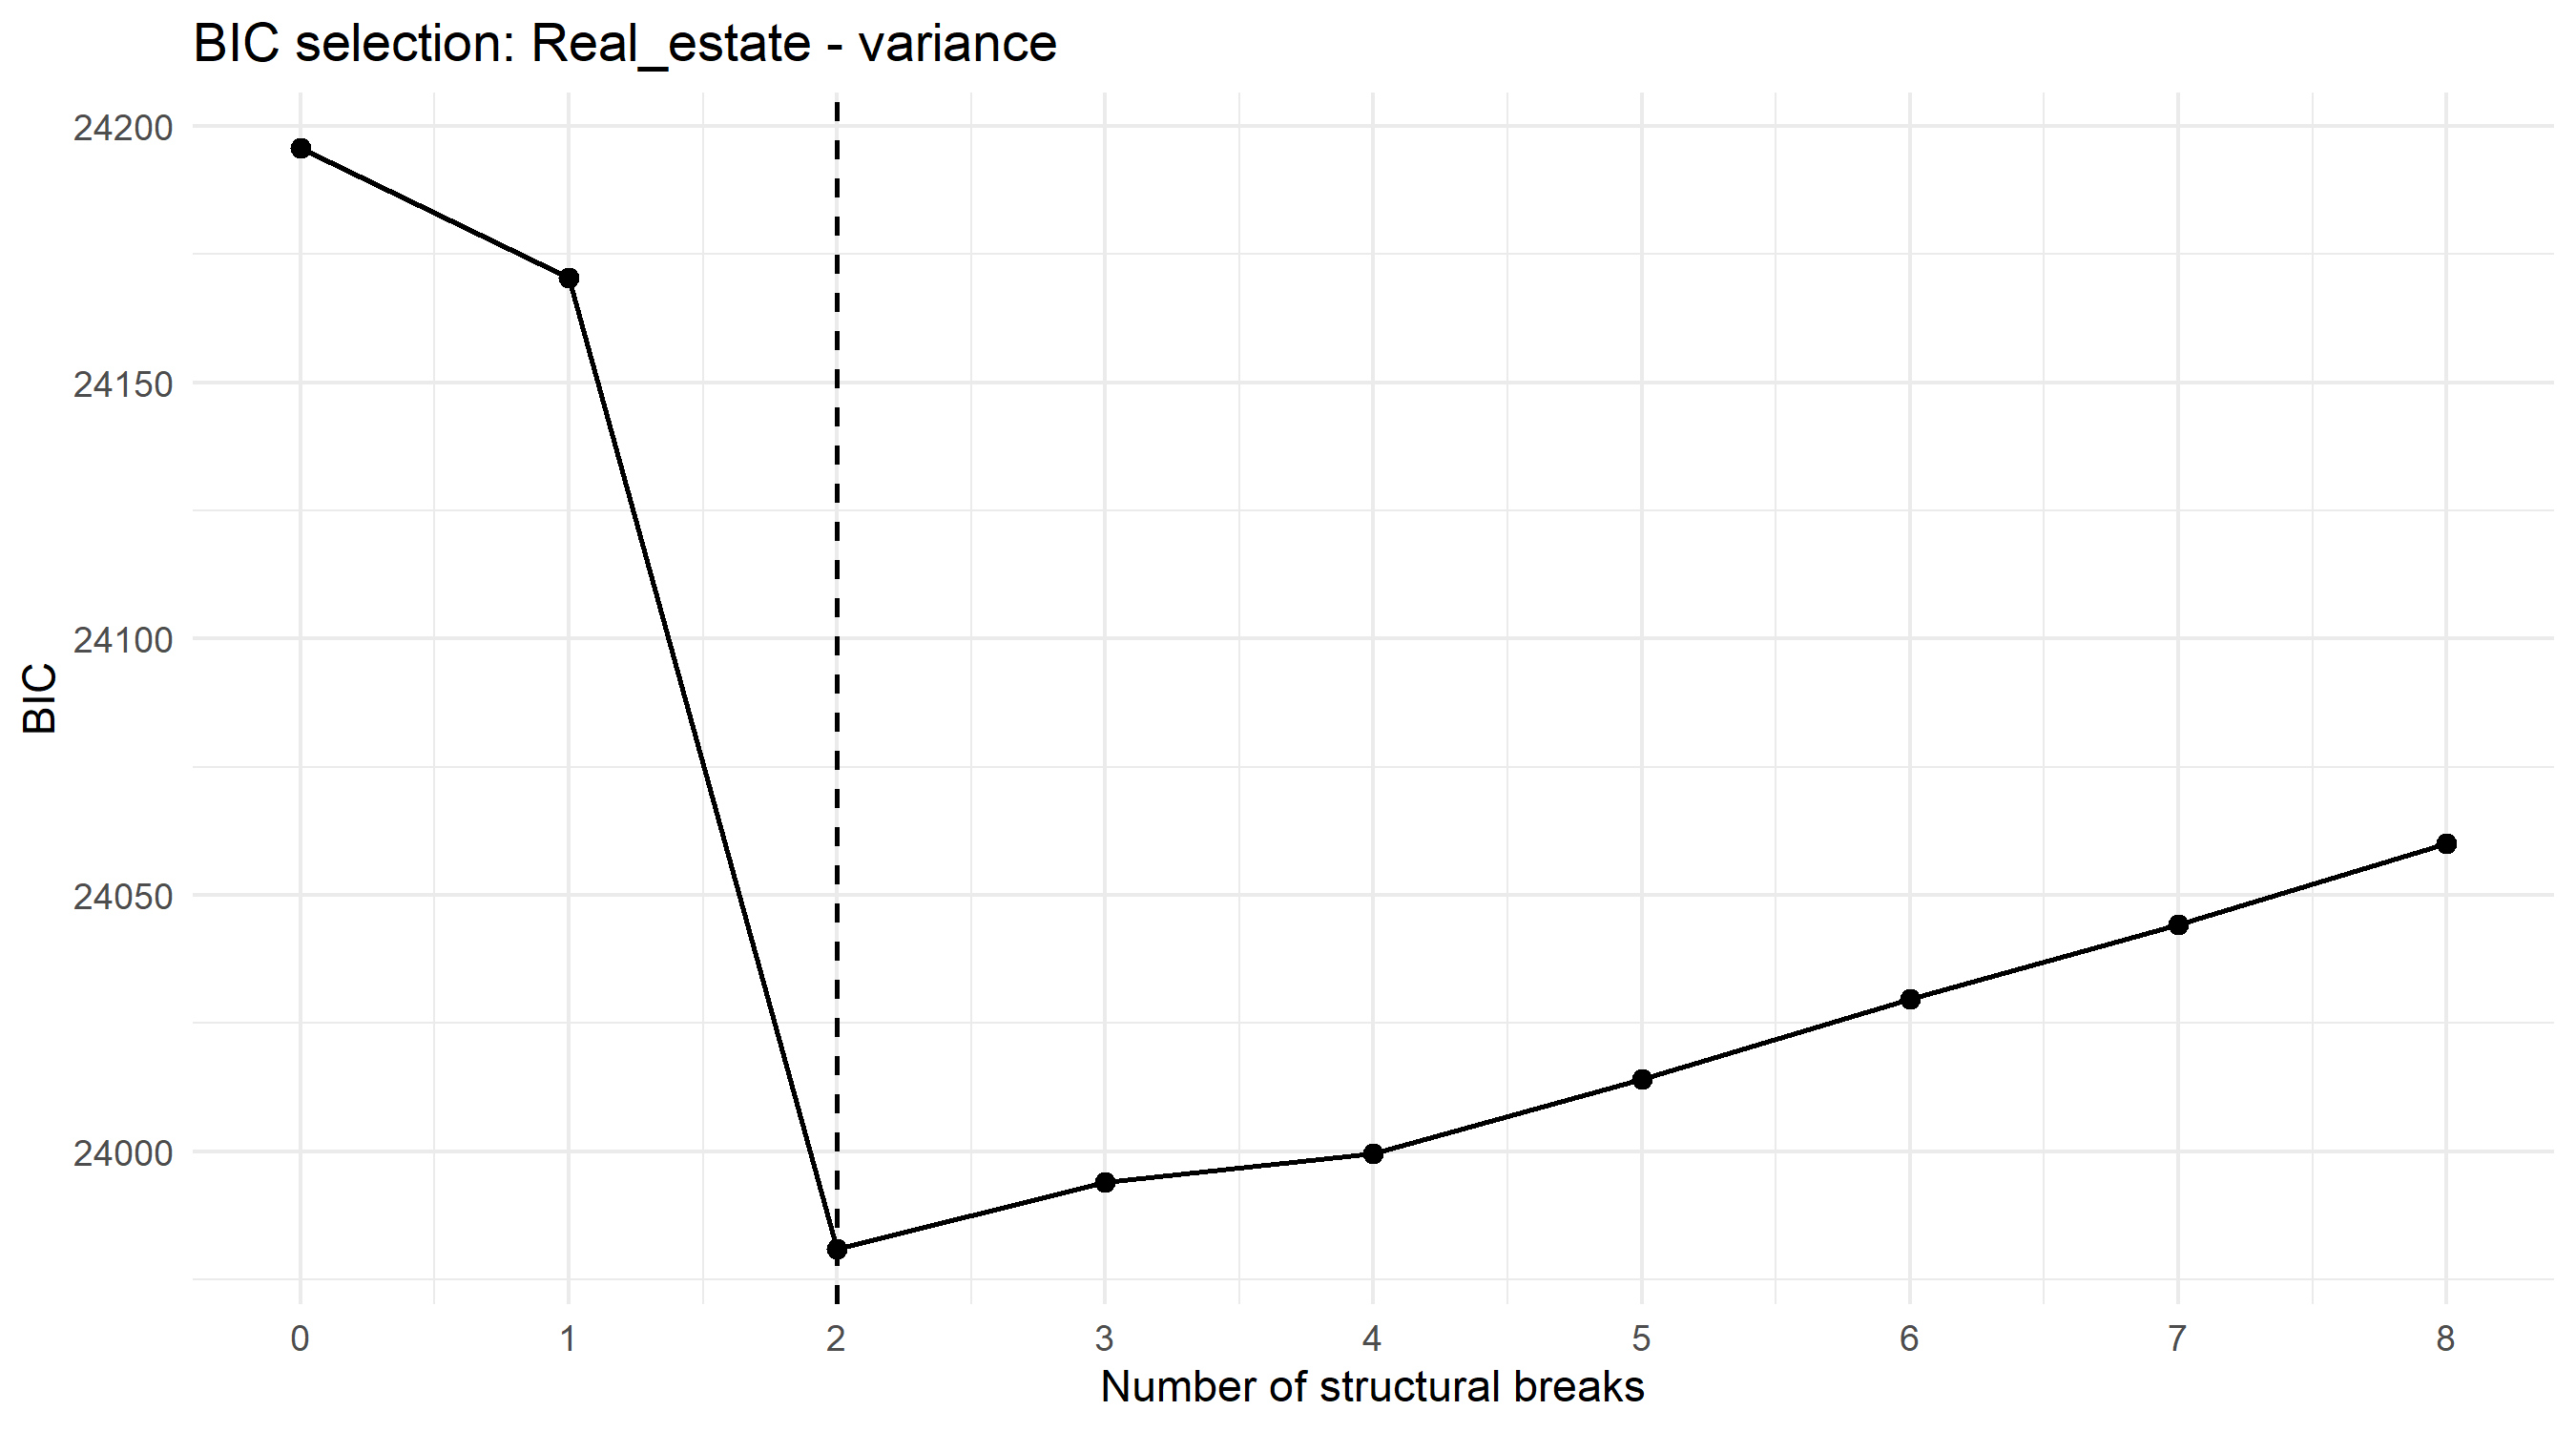 BIC selection: Real_estate - variance
24200
24150
24100
24050
24000
BIC
0 1 2 3 4 5 6 7 8
Number of structural breaks